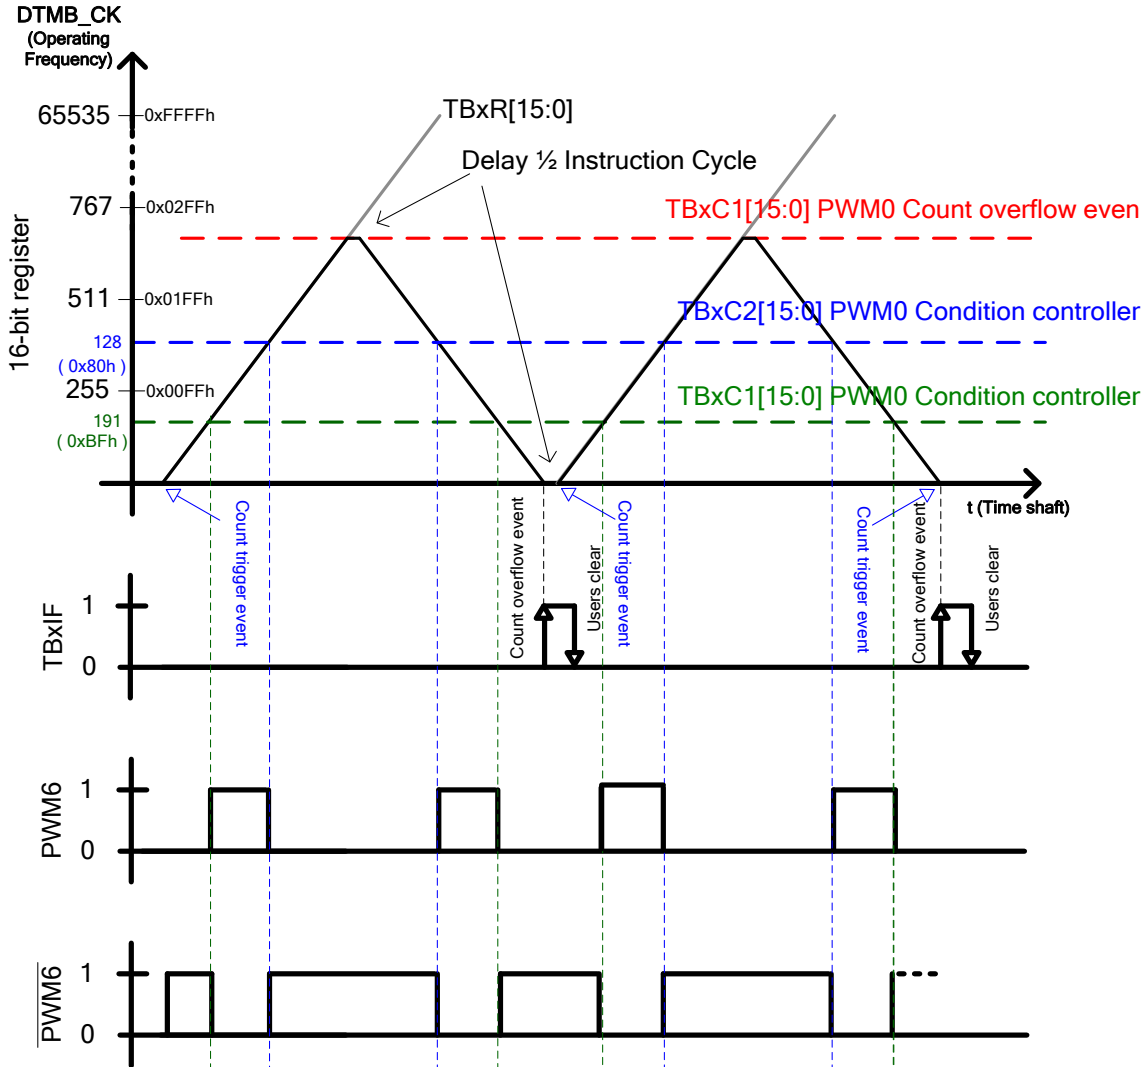 DTMB_CK
(Operating
Frequency)
65535
0xFFFFh
TBxR[15:0]
Delay ½ Instruction Cycle
767
0x02FFh
TBxC1[15:0] PWM0 Count overflow even
16-bit register
511
0x01FFh
TBxC2[15:0] PWM0 Condition controller
128
( 0x80h )
255
0x00FFh
TBxC1[15:0] PWM0 Condition controller
191
( 0xBFh )
t (Time shaft)
Count trigger event
Count overflow event
Users clear
Count trigger event
Count trigger event
Count overflow event
Users clear
TBxIF
1
0
PWM6
1
0
PWM6
1
0